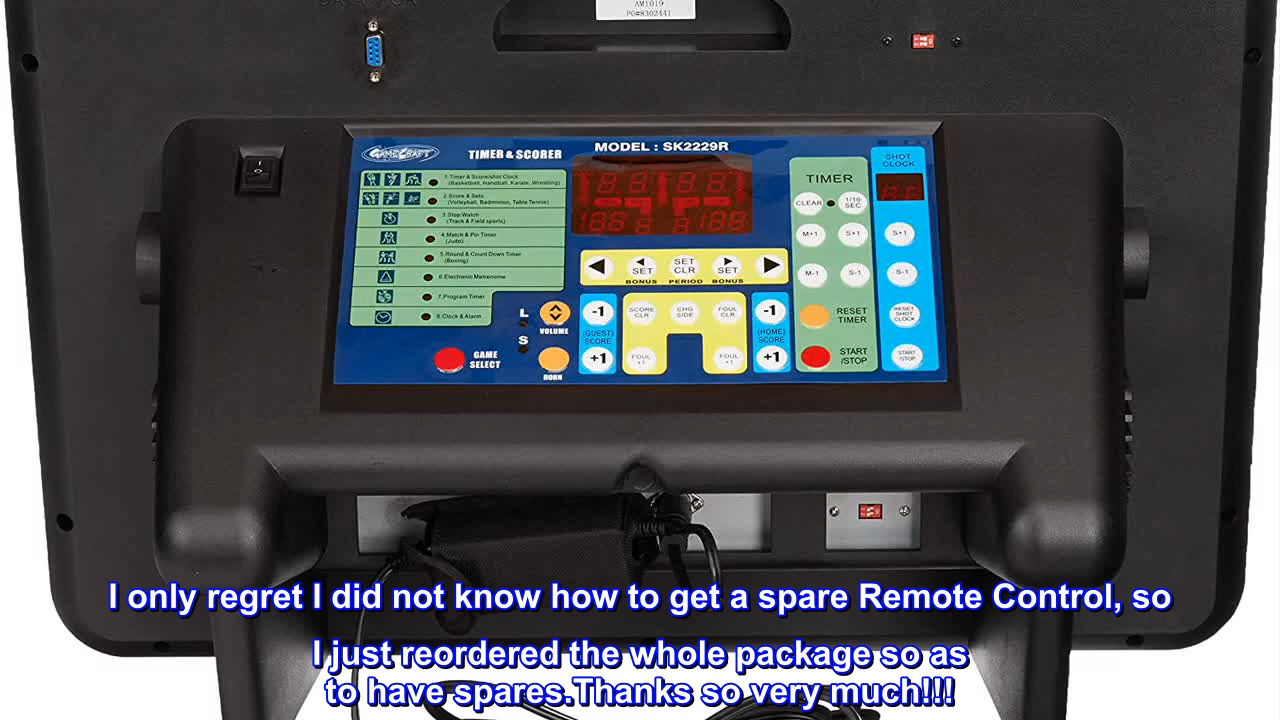 AM1019
PO#8302441
GAMECRAFT
TIMER & SCORER
MODEL : SK2229R
SHOT
CLOCK
1.Timer & Score/shot Clock
(Basketball, Handball, Karate, Wrestling)
2.Score & Sets
(Volleyball, Badminton, Table Tennis)
3.Stop Watch
(Track & Field sports)
4.Match & Pin Timer
(Judo)
5.Round & Count Down Timer
(Boxing)
6.Electronic Metronome
7.Program Timer
8.Clock & Alarm
TIMER
CLEAR
1/10
SEC
M+1
S+1
S+1
M-1
S-1
S-1
SET
SET
CLR
SET
BONUS
PERIOD
BONUS
L
S
VOLUME
HORN
GAME
SELECT
-1
(GUEST)
SCORE
+1
SCORE
CLR
CHG
SIDE
FOUL
CLR
FOUL
+1
FOUL
+1
-1
(HOME)
SCORE
+1
RESET
TIMER
START
/STOP
RESET
SHOT
CLOCK
START
/STOP
I only regret I did not know how to get a spare Remote Control, so
I just reordered the whole package so as
to have spares.Thanks so very much!!!